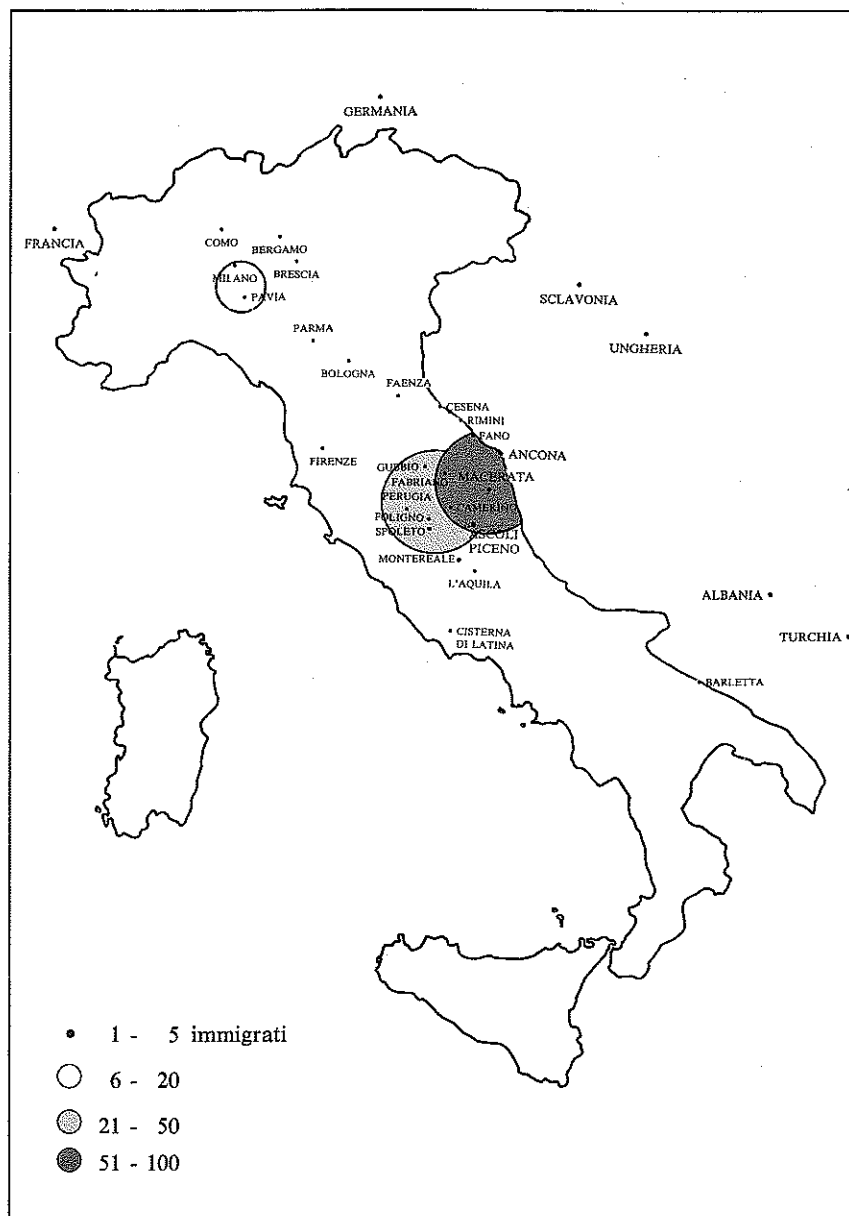 GERMANIA
FRANCIA
COMO
BERGAMO
MILANO
BRESCIA
PAVIA
SCLAVONIA
PARMA
UNGHERIA
BOLOGNA
FAENZA
CESENA
RIMINI
FANO
FIRENZE
ANCONA
GUBBIO
MACERATA
FABRIANO
PERUGIA
CAMERINO
FOLIGNO
SPOLETO
ASCOLI
PICENO
MONTEREALE
L'AQUILA
ALBANIA
CISTERNA
DI LATINA
TURCHIA
BARLETTA
1 - 5 immigrati
6 - 20
21 - 50
51 - 100